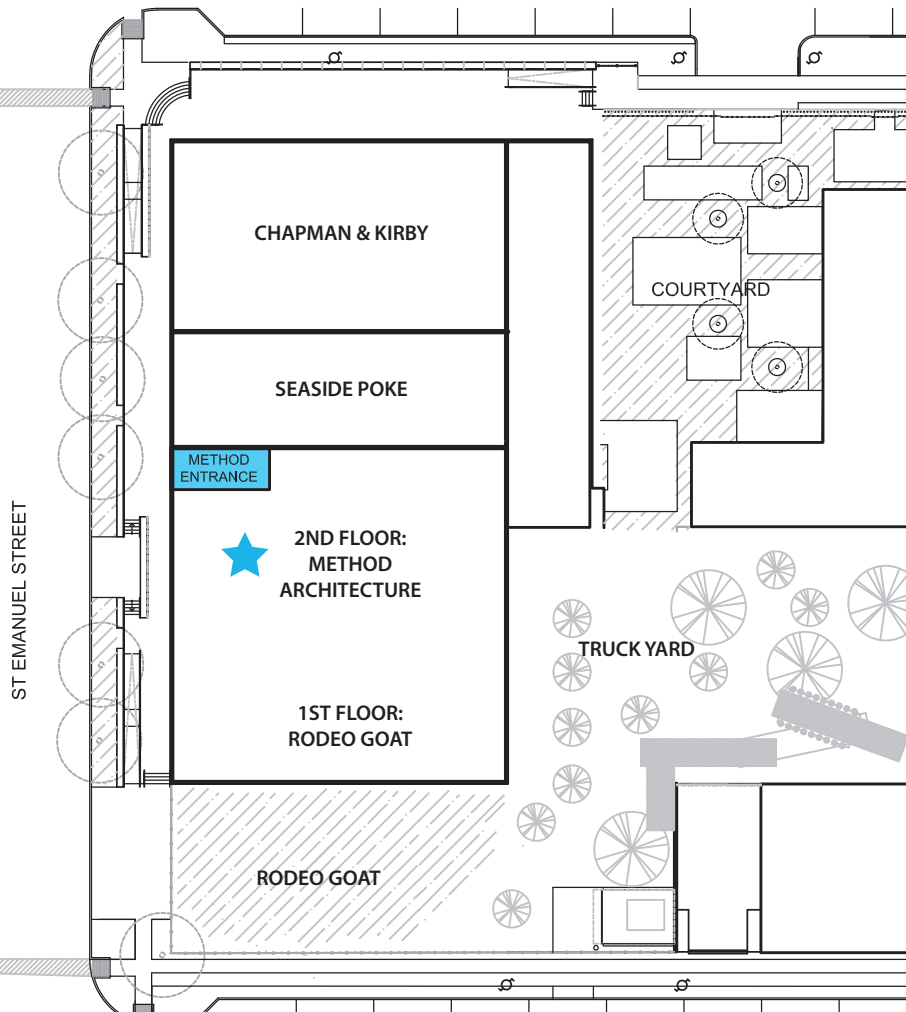 CHAPMAN & KIRBY
COURTYARD
SEASIDE POKE
METHOD
ENTRANCE
ST EMANUEL STREET
2ND FLOOR:
METHOD
ARCHITECTURE
TRUCK YARD
1ST FLOOR:
RODEO GOAT
RODEO GOAT